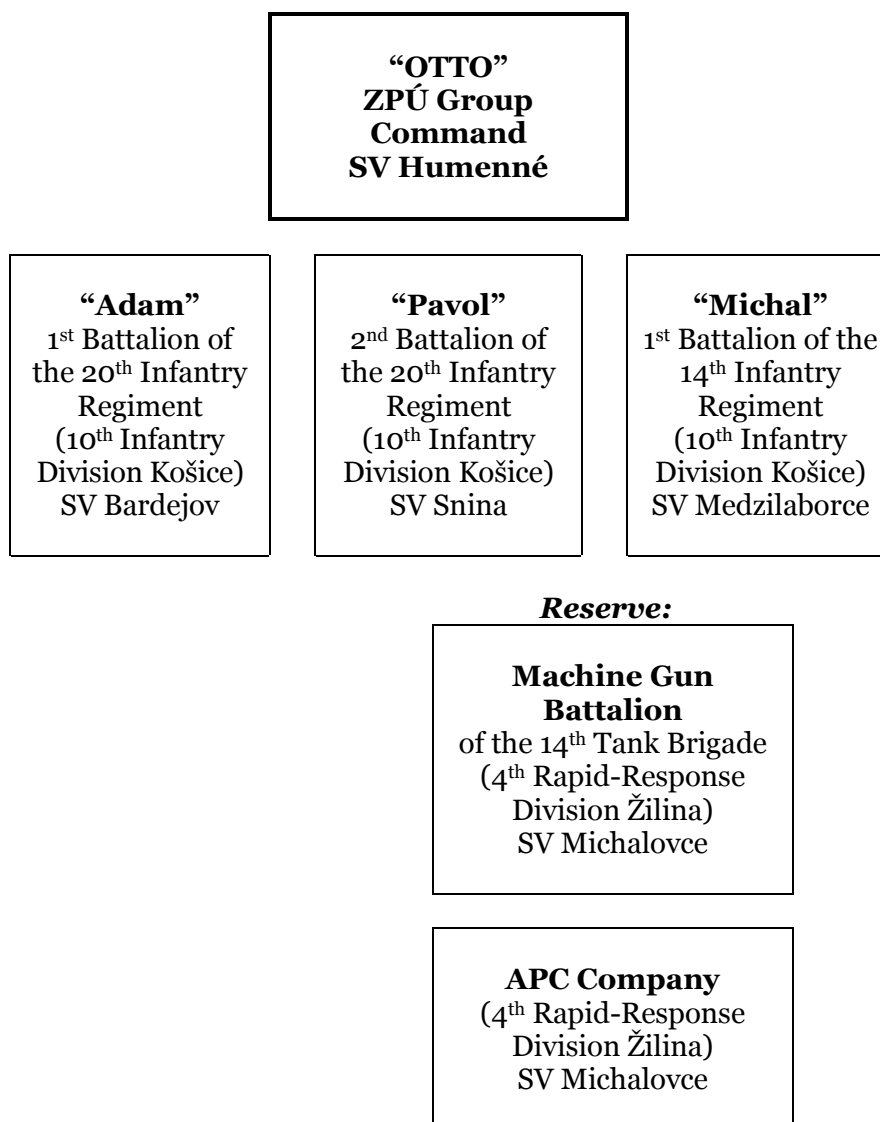 “OTTO”
ZPÚ Group
Command
SV Humenné
“Adam”
1st Battalion of
the 20th Infantry
Regiment
(10th Infantry
Division Košice)
SV Bardejov
“Pavol”
2nd Battalion of
the 20th Infantry
Regiment
(10th Infantry
Division Košice)
SV Snina
“Michal”
1st Battalion of the
14th Infantry
Regiment
(10th Infantry
Division Košice)
SV Medzilaborce
Reserve:
Machine Gun
Battalion
of the 14th Tank Brigade
(4th Rapid-Response
Division Žilina)
SV Michalovce
APC Company
(4th Rapid-Response
Division Žilina)
SV Michalovce